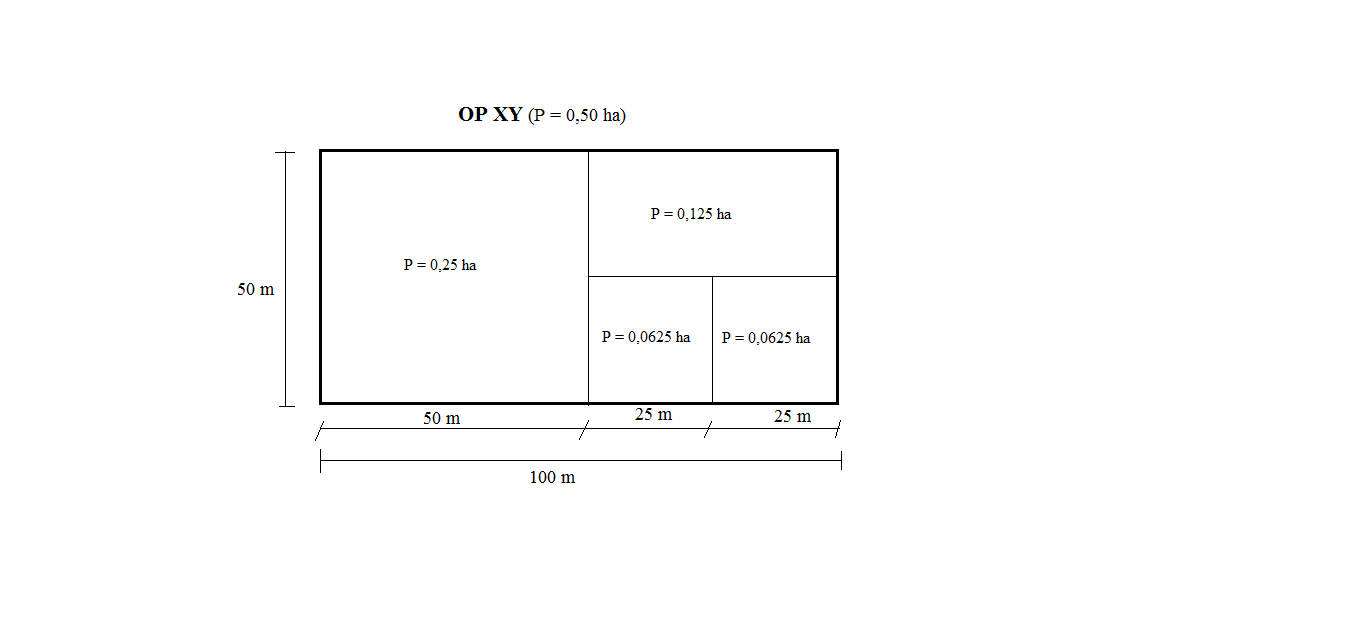 OP XY (P = 0,50 ha)
P = 0,125 ha
P = 0,25 ha
50 m
P = 0,0625 ha
P = 0,0625 ha
50 m
25 m
25 m
100 m